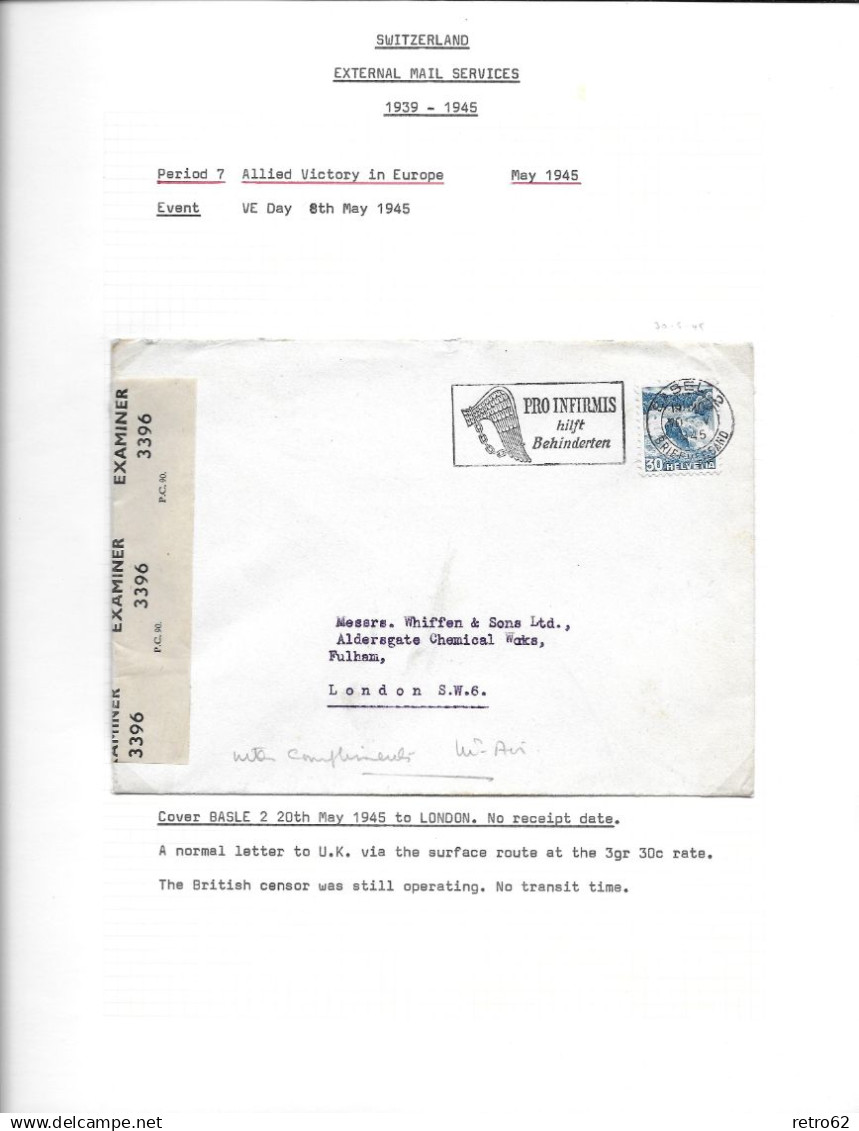 SWITZERLAND
EXTERNAL MAIL SERVICES
1939 - 1945
Period 7 Allied Victory in Europe May 1945
Event VE Day 8th May 1945
EXAMINER 3396
P.C. 90.
EXAMINER 3396
P.C. 90.
AMINER 3396
PRO INFIRMIS
hilft
Behinderten
BASEL 2
BRIEFVERSAND
30 HELVETIA
Messrs. Whiffen & Sons Ltd.,
Aldersgate Chemical Works,
Fulham,
London S.W.6.
with compliments
Cover BASLE 2 20th May 1945 to LONDON. No receipt date.
A normal letter to U.K. via the surface route at the 3gr 30c rate.
The British censor was still operating. No transit time.
delcampe.net
retro62